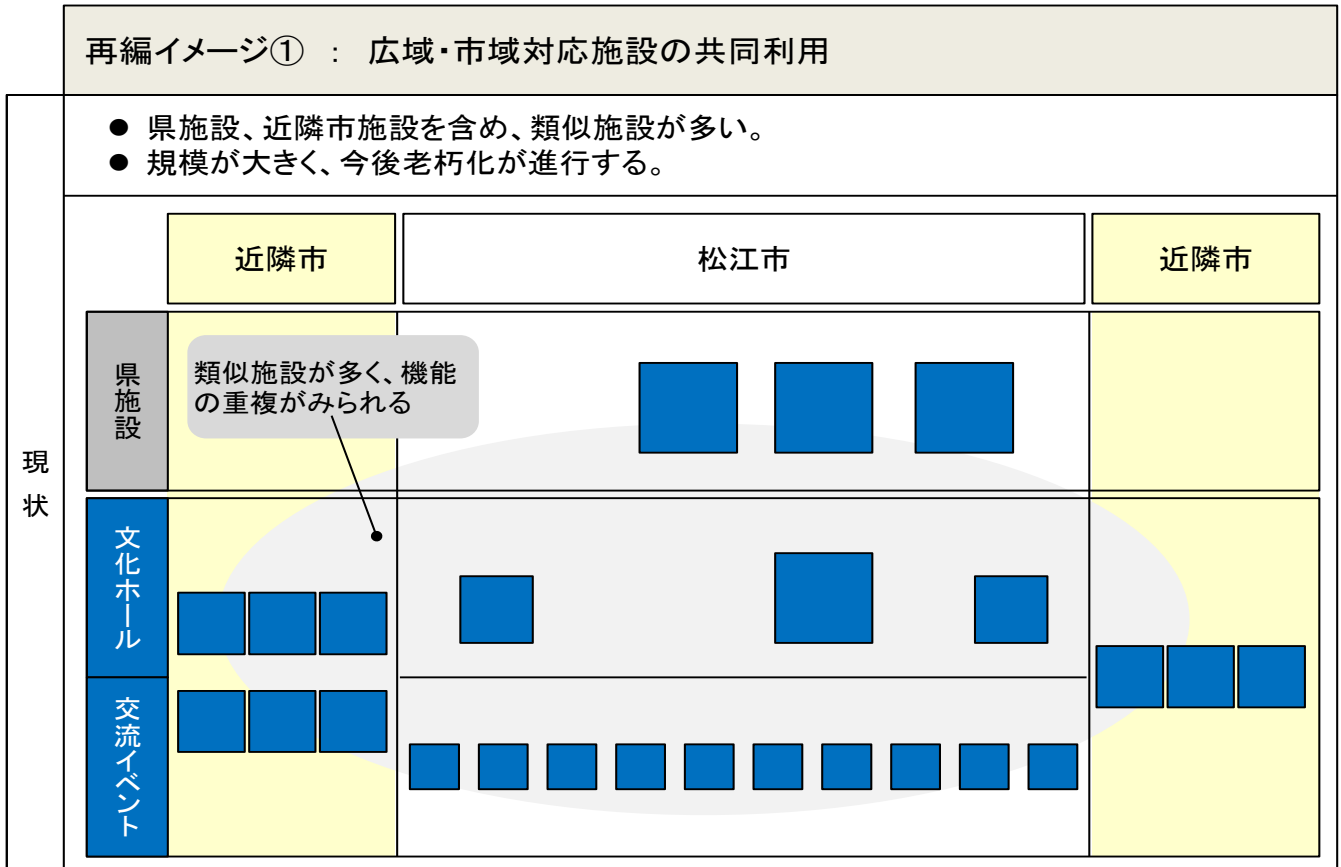 再編イメージ① : 広域・市域対応施設の共同利用
● 県施設、近隣市施設を含め、類似施設が多い。
● 規模が大きく、今後老朽化が進行する。
近隣市
松江市
近隣市
現状
県施設
類似施設が多く、機能
の重複がみられる
文化ホール
交流イベント